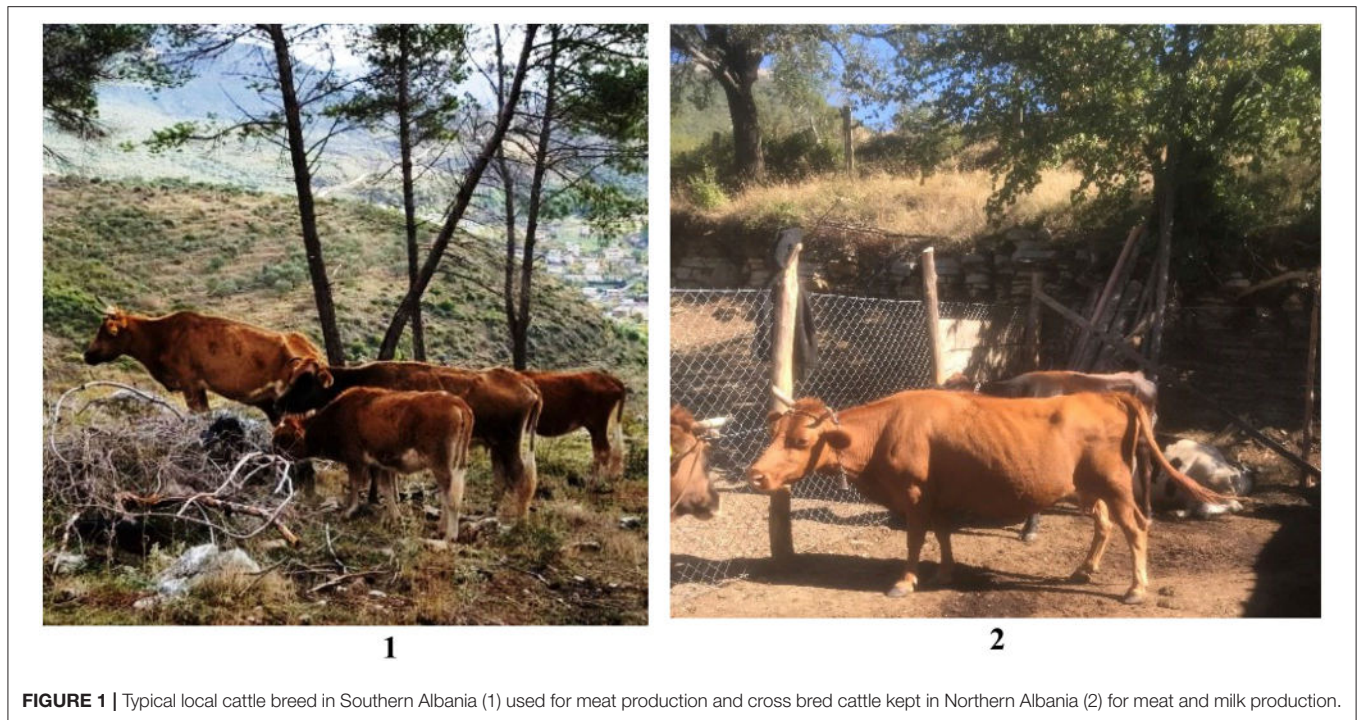 1
2
FIGURE 1 | Typical local cattle breed in Southern Albania (1) used for meat production and cross bred cattle kept in Northern Albania (2) for meat and milk production.